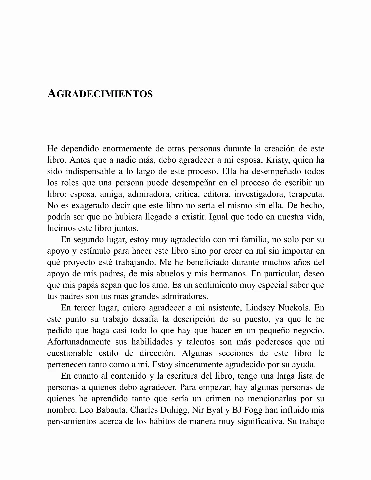 AGRADECIMIENTOS
He dependido enormemente de otras personas durante la creación de este
libro. Antes que a nadie más, debo agradecer a mi esposa, Kristy, quien ha
sido indispensable a lo largo de este proceso. Ella ha desempeñado todos
los roles que una persona puede desempeñar en el proceso de escribir un
libro: esposa, amiga, admiradora, crítica, editora, investigadora, terapeuta.
No es exagerado decir que este libro no sería el mismo sin ella. De hecho,
podría ser que no hubiera llegado a existir. Igual que todo en nuestra vida,
hicimos este libro juntos.
En segundo lugar, estoy muy agradecido con mi familia, no solo por su
apoyo y estímulo para hacer este libro sino por creer en mí sin importar en
qué proyecto esté trabajando. Me he beneficiado durante muchos años del
apoyo de mis padres, de mis abuelos y mis hermanos. En particular, deseo
que mis papás sepan que los amo. Es un sentimiento muy especial saber que
tus padres son tus más grandes admiradores.
En tercer lugar, quiero agradecer a mi asistente, Lindsey Nuckols. En
este punto su trabajo desafía la descripción de su puesto, ya que le he
pedido que haga casi todo lo que hay que hacer en un pequeño negocio.
Afortunadamente sus habilidades y talentos son más poderosos que mi
cuestionable estilo de dirección. Algunas secciones de este libro le
pertenecen tanto como a mí. Estoy sinceramente agradecido por su ayuda.
En cuanto al contenido y la escritura del libro, tengo una larga lista de
personas a quienes debo agradecer. Para empezar, hay algunas personas de
quienes he aprendido tanto que sería un crimen no mencionarlas por su
nombre. Leo Babauta, Charles Duhigg, Nir Eyal y BJ Fogg han influido mis
pensamientos acerca de los hábitos de manera muy significativa. Su trabajo